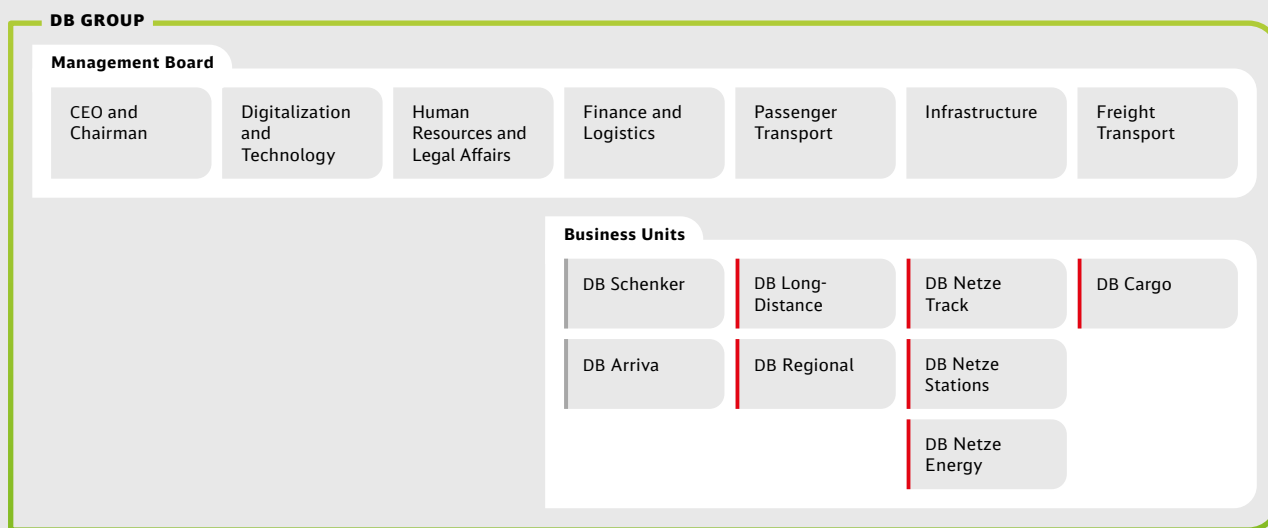 DB GROUP
Management Board
CEO and
Chairman
Digitalization
and
Technology
Human
Resources and
Legal Affairs
Finance and
Logistics
Passenger
Transport
Infrastructure
Freight
Transport
Business Units
DB Schenker
DB Long-
Distance
DB Netze
Track
DB Cargo
DB Arriva
DB Regional
DB Netze
Stations
DB Netze
Energy